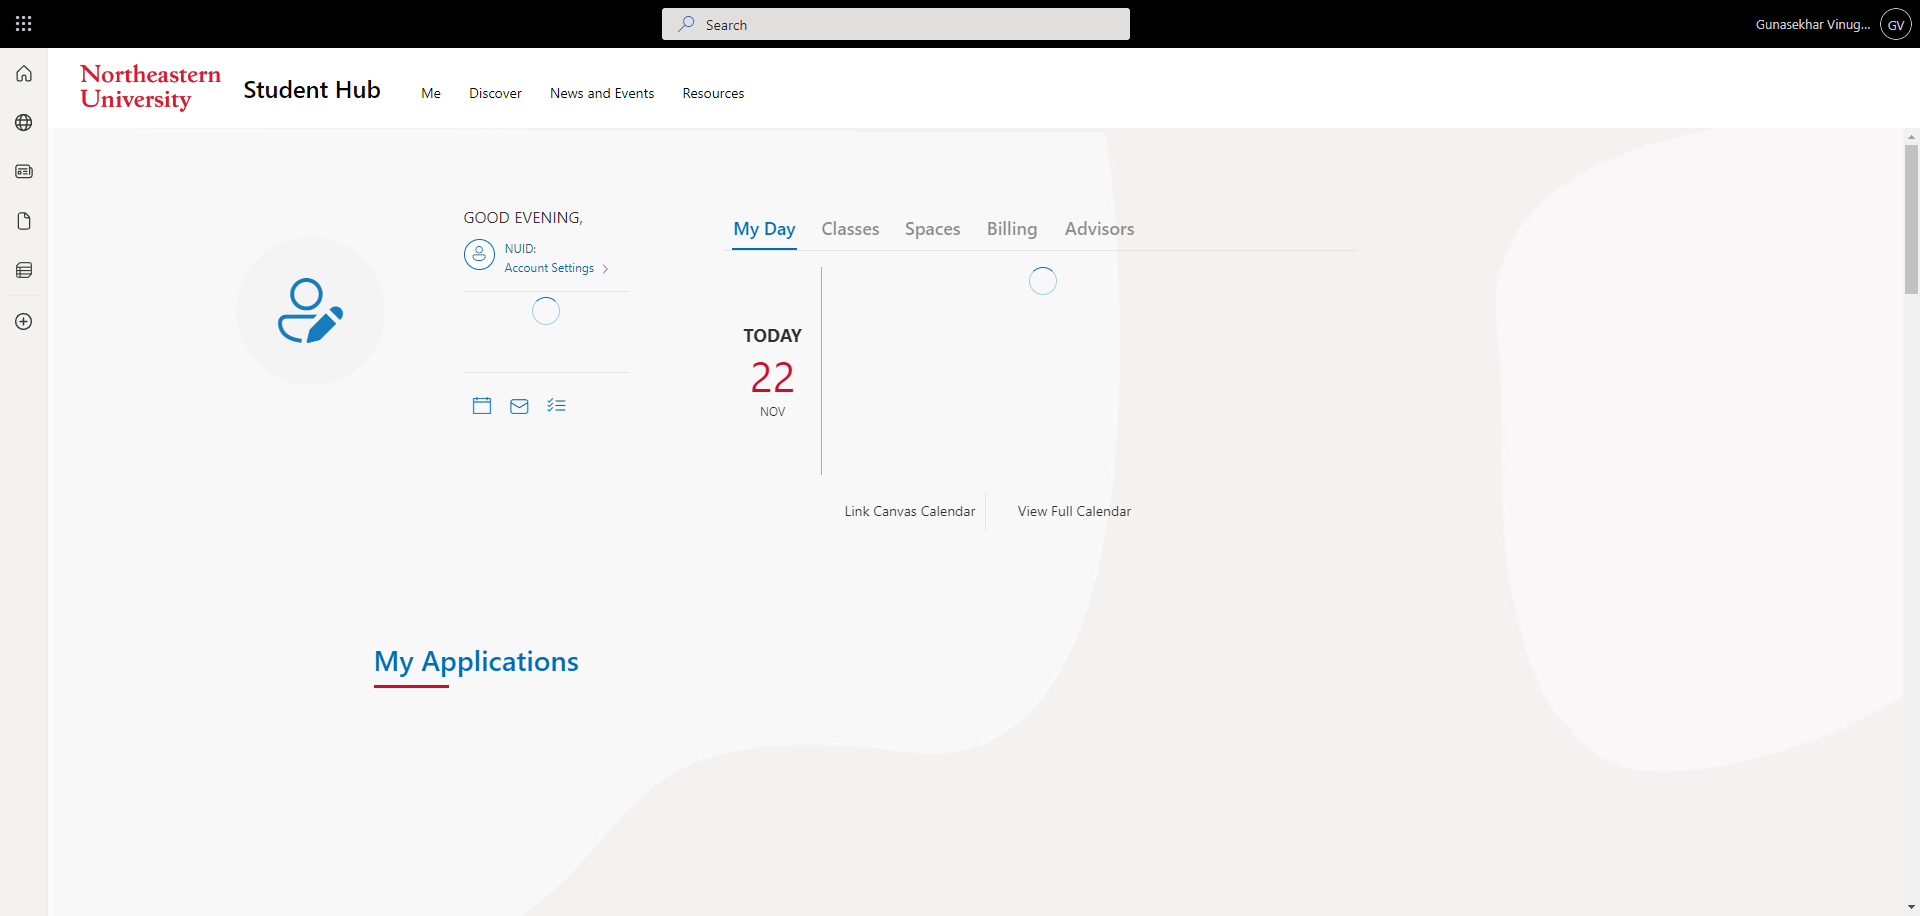 Search
Gunasekhar Vinug...
GV
Northeastern
University
Student Hub
Me
Discover
News and Events
Resources
GOOD EVENING,
NUID:
Account Settings
My Day
Classes
Spaces
Billing
Advisors
TODAY
22
NOV
Link Canvas Calendar
View Full Calendar
My Applications